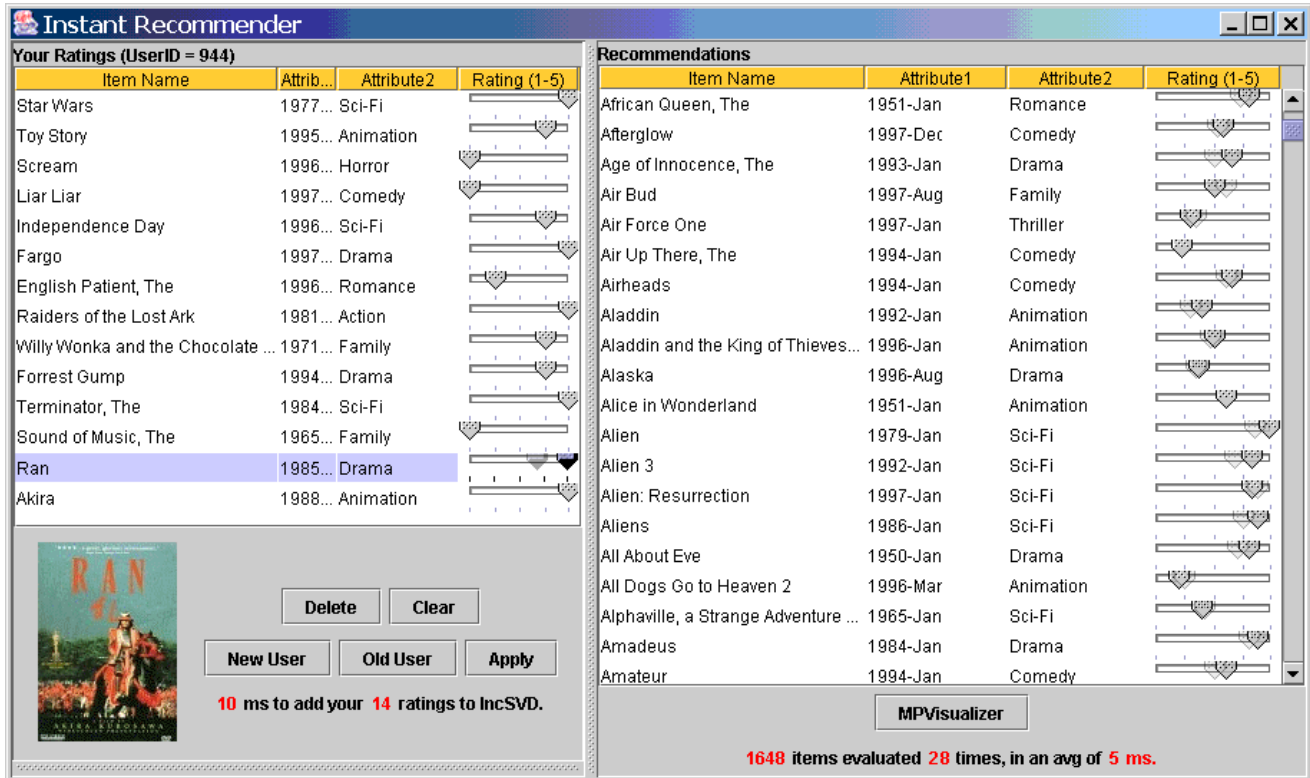 Instant Recommender
Your Ratings (UserID = 944)
Item Name Attrib... Attribute2 Rating (1-5)
Star Wars 1977... Sci-Fi
Toy Story 1995... Animation
Scream 1996... Horror
Liar Liar 1997... Comedy
Independence Day 1996... Sci-Fi
Fargo 1997... Drama
English Patient, The 1996... Romance
Raiders of the Lost Ark 1981... Action
Willy Wonka and the Chocolate ... 1971... Family
Forrest Gump 1994... Drama
Terminator, The 1984... Sci-Fi
Sound of Music, The 1965... Family
Ran 1985... Drama
Akira 1988... Animation
RAN
AKIRA KUROSAWA
Delete Clear
New User Old User Apply
10 ms to add your 14 ratings to IncSVD.
Recommendations
Item Name Attribute1 Attribute2 Rating (1-5)
African Queen, The 1951-Jan Romance
Afterglow 1997-Dec Comedy
Age of Innocence, The 1993-Jan Drama
Air Bud 1997-Aug Family
Air Force One 1997-Jan Thriller
Air Up There, The 1994-Jan Comedy
Airheads 1994-Jan Comedy
Aladdin 1992-Jan Animation
Aladdin and the King of Thieves... 1996-Jan Animation
Alaska 1996-Aug Drama
Alice in Wonderland 1951-Jan Animation
Alien 1979-Jan Sci-Fi
Alien 3 1992-Jan Sci-Fi
Alien: Resurrection 1997-Jan Sci-Fi
Aliens 1986-Jan Sci-Fi
All About Eve 1950-Jan Drama
All Dogs Go to Heaven 2 1996-Mar Animation
Alphaville, a Strange Adventure ... 1965-Jan Sci-Fi
Amadeus 1984-Jan Drama
Amateur 1994-Jan Comedy
MPVisualizer
1648 items evaluated 28 times, in an avg of 5 ms.